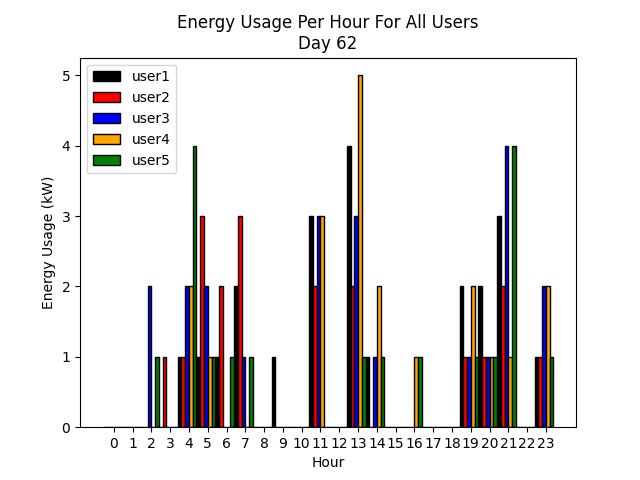 Energy Usage Per Hour For All Users
Day 62
user1
user2
user3
user4
user5
Energy Usage (kW)
5
4
3
2
1
0
0 1 2 3 4 5 6 7 8 9 10 11 12 13 14 15 16 17 18 19 20 21 22 23
Hour